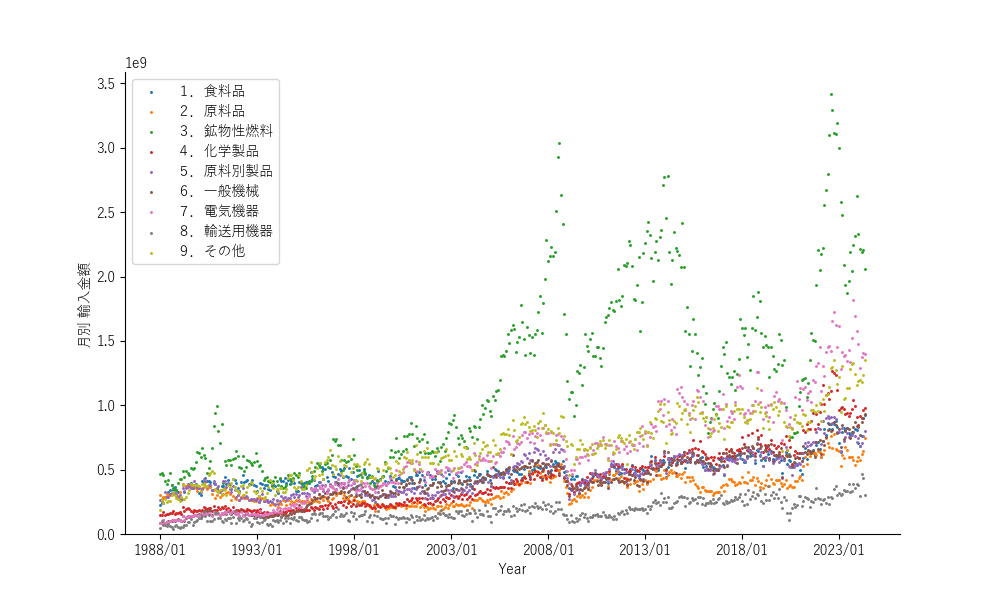 1e9
3.5
3.0
2.5
2.0
1.5
1.0
0.5
0.0
月別 輸入金額
1. 食料品
2. 原料品
3. 鉱物性燃料
4. 化学製品
5. 原料別製品
6. 一般機械
7. 電気機器
8. 輸送用機器
9. その他
1988/01 1993/01 1998/01 2003/01 2008/01 2013/01 2018/01 2023/01
Year